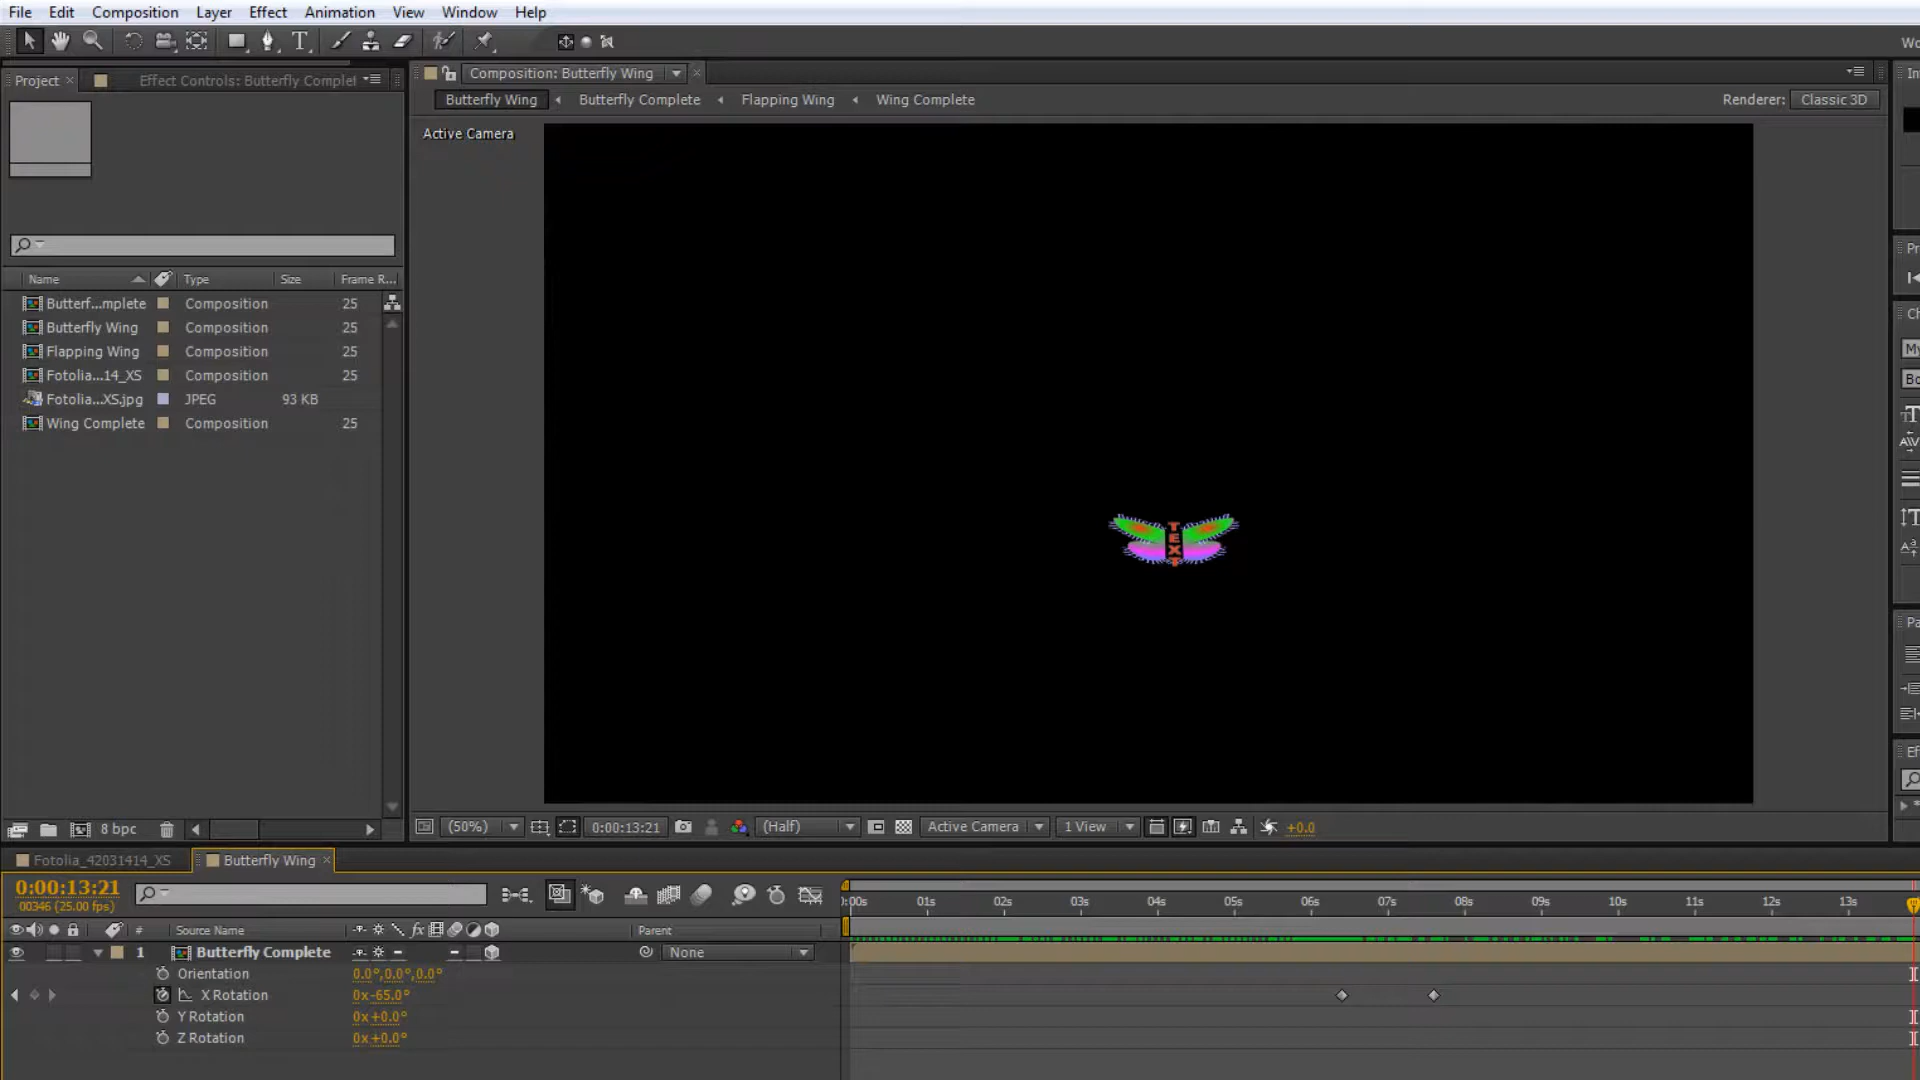 File Edit Composition Layer Effect Animation View Window Help
Project Effect Controls: Butterfly Complet Composition: Butterfly Wing
Butterfly Wing Butterfly Complete Flapping Wing Wing Complete Renderer: Classic 3D
Active Camera
Name Type Size Frame R...
Butterf...mplete Composition 25
Butterfly Wing Composition 25
Flapping Wing Composition 25
Fotolia...14_XS Composition 25
Fotolia...XS.jpg JPEG 93 KB
Wing Complete Composition 25
TEXT
8 bpc
(50%) 0:00:13:21 (Half) Active Camera 1 View +0.0
Fotolia_42031414_XS Butterfly Wing
0:00:13:21
00346 (25.00 fps)
0:00s 01s 02s 03s 04s 05s 06s 07s 08s 09s 10s 11s 12s 13s
# Source Name fx Parent
1 Butterfly Complete None
Orientation 0.0°,0.0°,0.0°
X Rotation 0x-65.0°
Y Rotation 0x+0.0°
Z Rotation 0x+0.0°